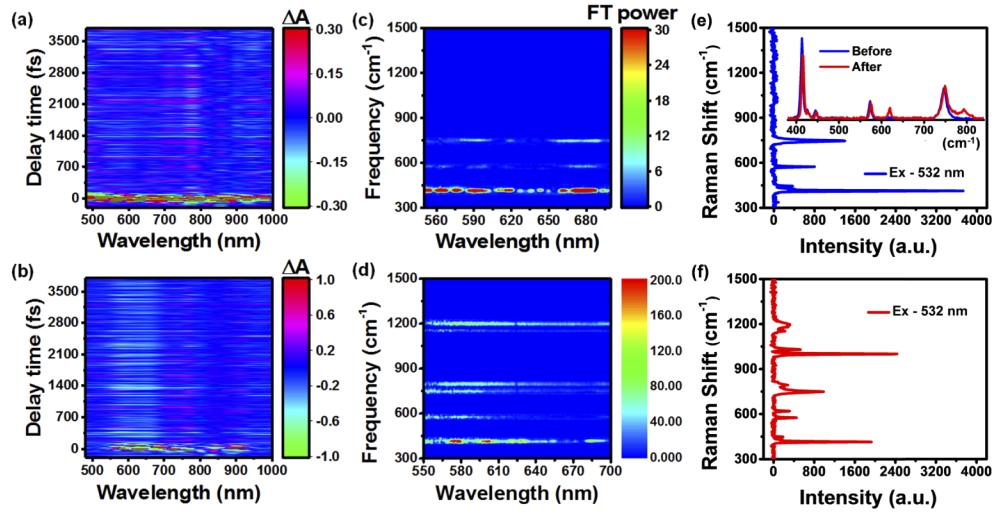 (a)
ΔA
3500
2800
2100
1400
700
0
Delay time (fs)
500 600 700 800 900 1000
Wavelength (nm)
0.30
0.15
0.00
-0.15
-0.30
(c)
FT power
1500
1200
900
600
300
Frequency (cm⁻¹)
560 590 620 650 680
Wavelength (nm)
30
24
18
12
6
0
(e)
1500
1200
900
600
300
Raman Shift (cm⁻¹)
Before
After
400 500 600 700 800
(cm⁻¹)
Ex - 532 nm
0 800 1600 2400 3200 4000
Intensity (a.u.)
(b)
ΔA
3500
2800
2100
1400
700
0
Delay time (fs)
500 600 700 800 900 1000
Wavelength (nm)
1.0
0.6
0.2
-0.2
-0.6
-1.0
(d)
1500
1200
900
600
300
Frequency (cm⁻¹)
550 580 610 640 670 700
Wavelength (nm)
200.0
160.0
120.0
80.00
40.00
0.000
(f)
1500
1200
900
600
300
Raman Shift (cm⁻¹)
Ex - 532 nm
0 800 1600 2400 3200 4000
Intensity (a.u.)